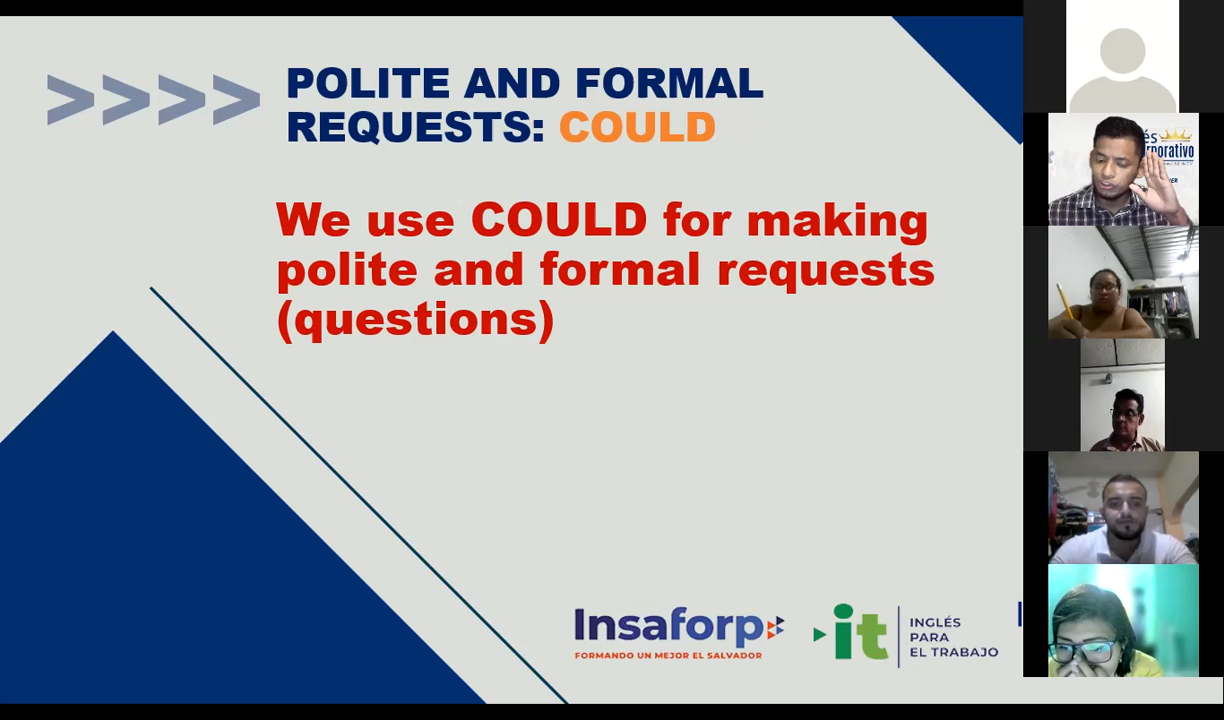 >>>> POLITE AND FORMAL
REQUESTS: COULD
We use COULD for making
polite and formal requests
(questions)
Insaforp
FORMANDO UN MEJOR EL SALVADOR
it
INGLÉS
PARA
EL TRABAJO